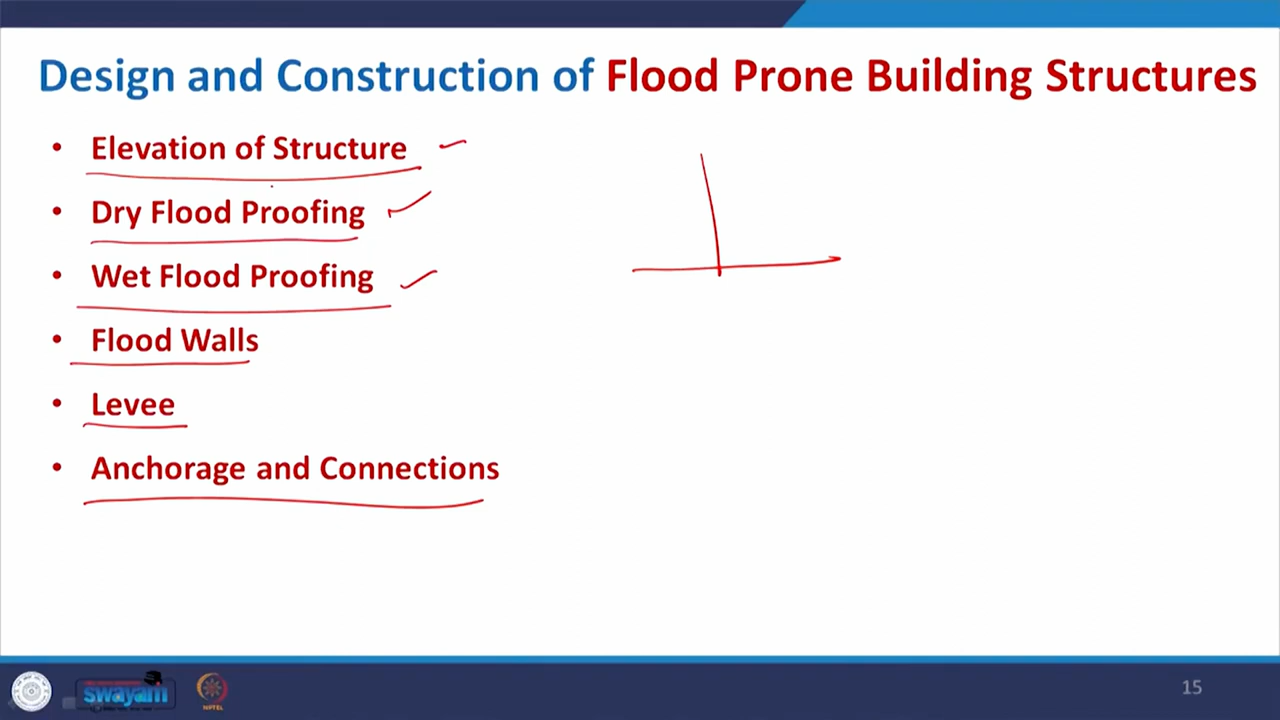 Design and Construction of Flood Prone Building Structures
• Elevation of Structure
• Dry Flood Proofing
• Wet Flood Proofing
• Flood Walls
• Levee
• Anchorage and Connections
swayam
NPTEL
15